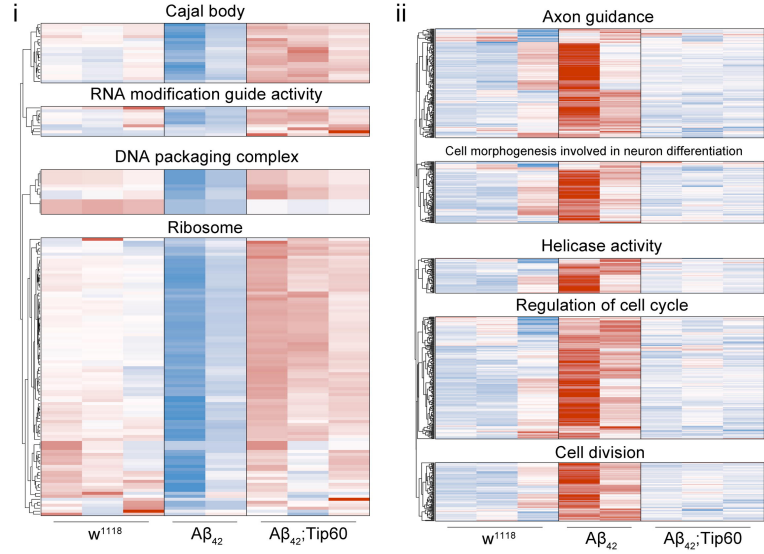 i
Cajal body
RNA modification guide activity
DNA packaging complex
Ribosome
w¹¹¹⁸ Aβ₄₂ Aβ₄₂;Tip60
ii
Axon guidance
Cell morphogenesis involved in neuron differentiation
Helicase activity
Regulation of cell cycle
Cell division
w¹¹¹⁸ Aβ₄₂ Aβ₄₂;Tip60